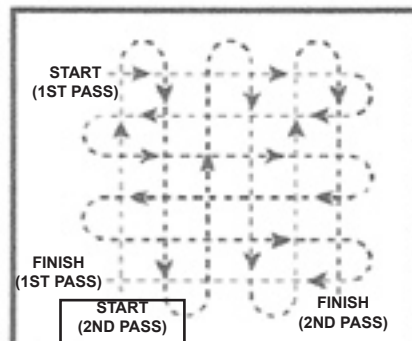 START
(1ST PASS)
FINISH
(1ST PASS)
START
(2ND PASS)
FINISH
(2ND PASS)